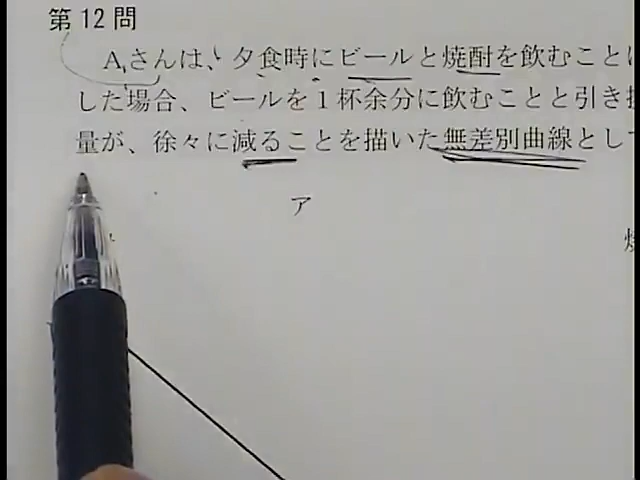 第12問
Aさんは、夕食時にビールと焼酎を飲むこと
した場合、ビールを1杯余分に飲むことと引き
量が、徐々に減ることを描いた無差別曲線とし
ア